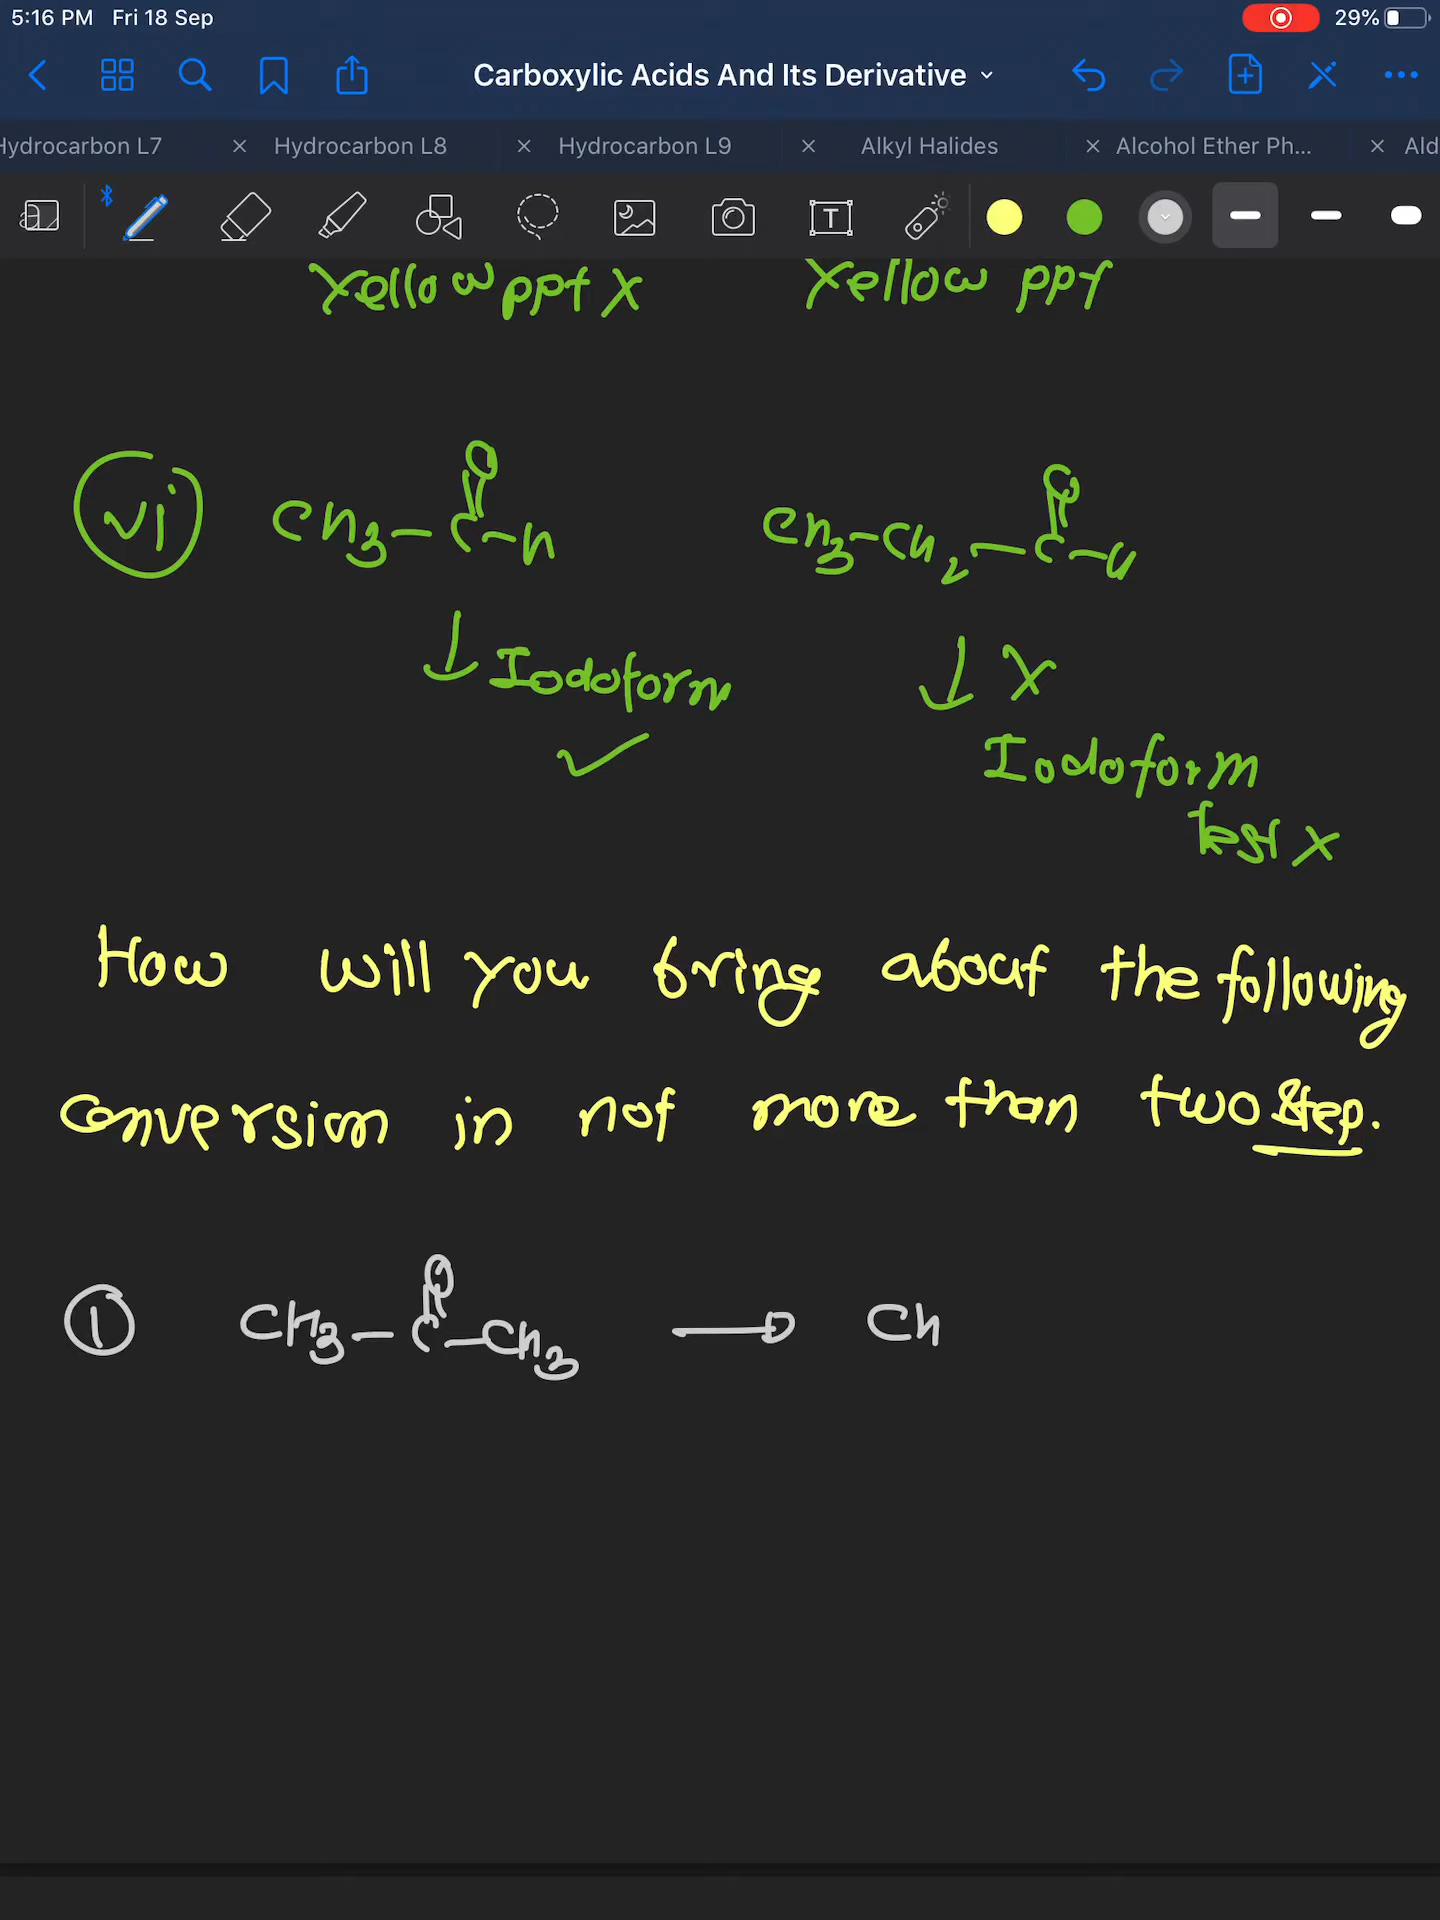 5:16 PM Fri 18 Sep 29%
Carboxylic Acids And Its Derivative
Hydrocarbon L7 × Hydrocarbon L8 × Hydrocarbon L9 × Alkyl Halides × Alcohol Ether Ph... × Ald
Yellow ppt X Yellow ppt
vi CH3-C-H CH3-CH2-C-H
O O
↓ Iodoform ↓ X
✓ Iodoform
test X
How will you bring about the following
conversion in not more than two step.
O
1 CH3-C-CH3 → CH